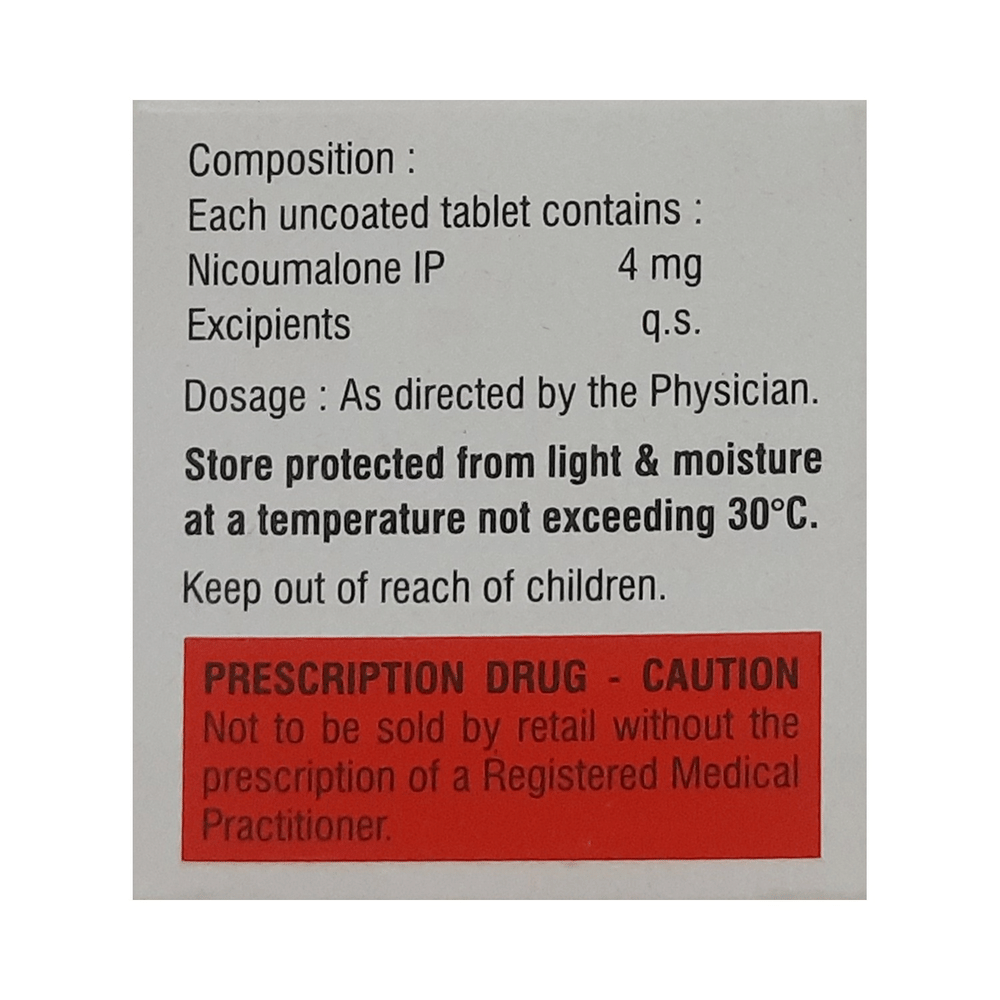 Composition :
Each uncoated tablet contains :
Nicoumalone IP 4 mg
Excipients q.s.
Dosage : As directed by the Physician.
Store protected from light & moisture
at a temperature not exceeding 30°C.
Keep out of reach of children.
PRESCRIPTION DRUG - CAUTION
Not to be sold by retail without the
prescription of a Registered Medical
Practitioner.